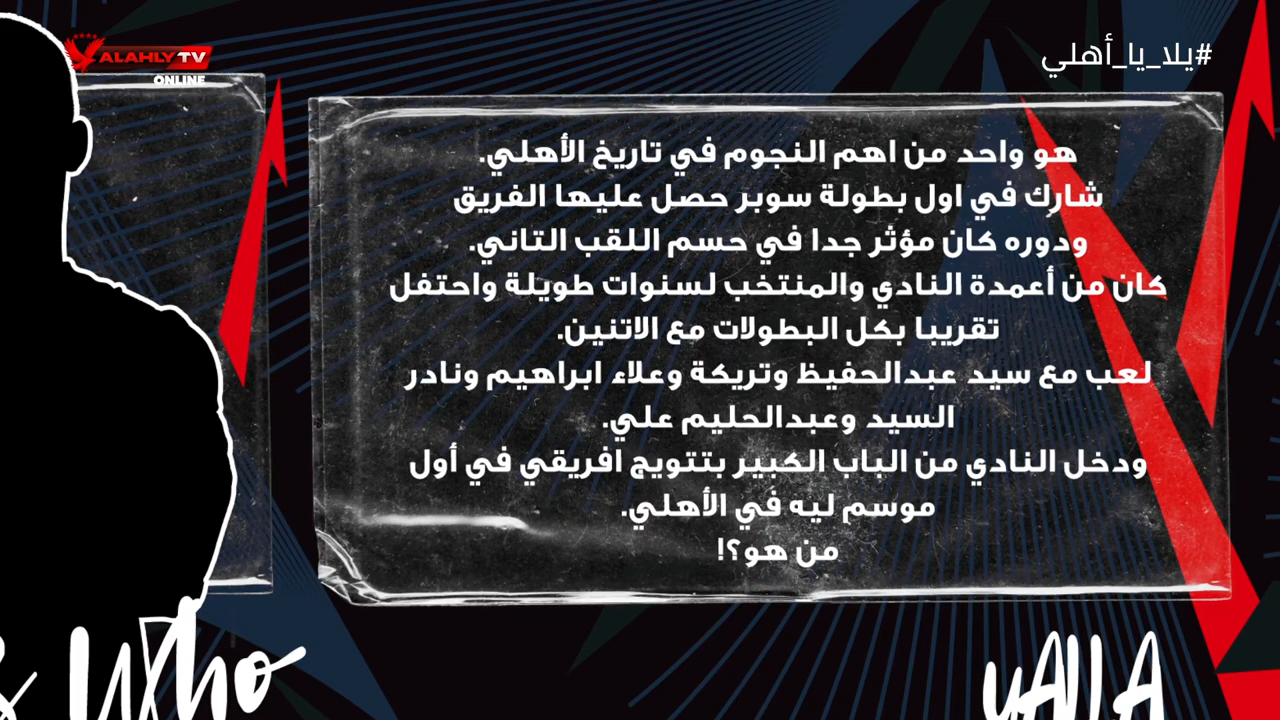 ALAHLY TV
ONLINE
#يلا_يا_أهلي
هو واحد من اهم النجوم في تاريخ الأهلي.
شارك في اول بطولة سوبر حصل عليها الفريق
ودوره كان مؤثر جدا في حسم اللقب التاني.
كان من أعمدة النادي والمنتخب لسنوات طويلة واحتفل
تقريبا بكل البطولات مع الاتنين.
لعب مع سيد عبدالحفيظ وتريكة وعلاء ابراهيم ونادر
السيد وعبدالحليم علي.
ودخل النادي من الباب الكبير بتتويج افريقي في أول
موسم ليه في الأهلي.
من هو؟!
Who
YALLA